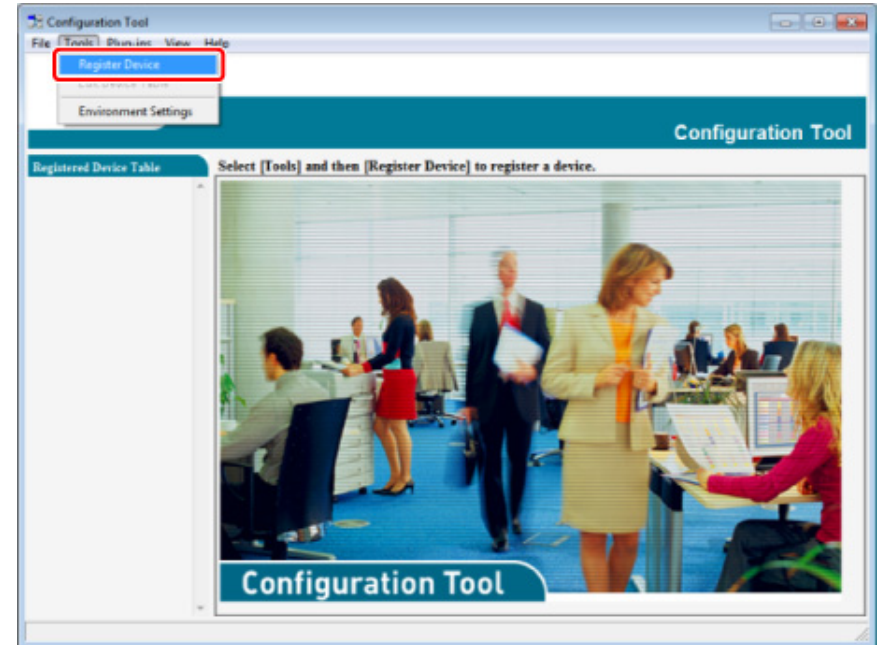 Configuration Tool
File Tools Plug-ins View Help
Register Device
Environment Settings
Configuration Tool
Registered Device Table
Select [Tools] and then [Register Device] to register a device.
Configuration Tool